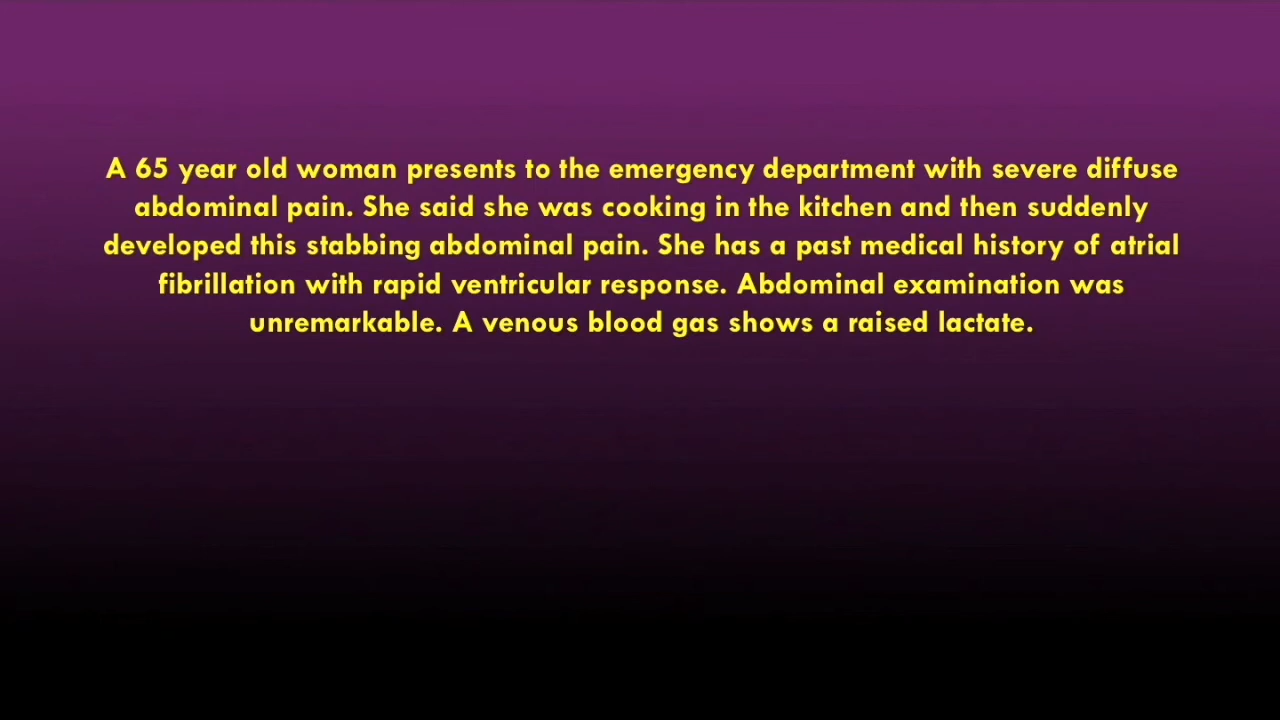 A 65 year old woman presents to the emergency department with severe diffuse
abdominal pain. She said she was cooking in the kitchen and then suddenly
developed this stabbing abdominal pain. She has a past medical history of atrial
fibrillation with rapid ventricular response. Abdominal examination was
unremarkable. A venous blood gas shows a raised lactate.